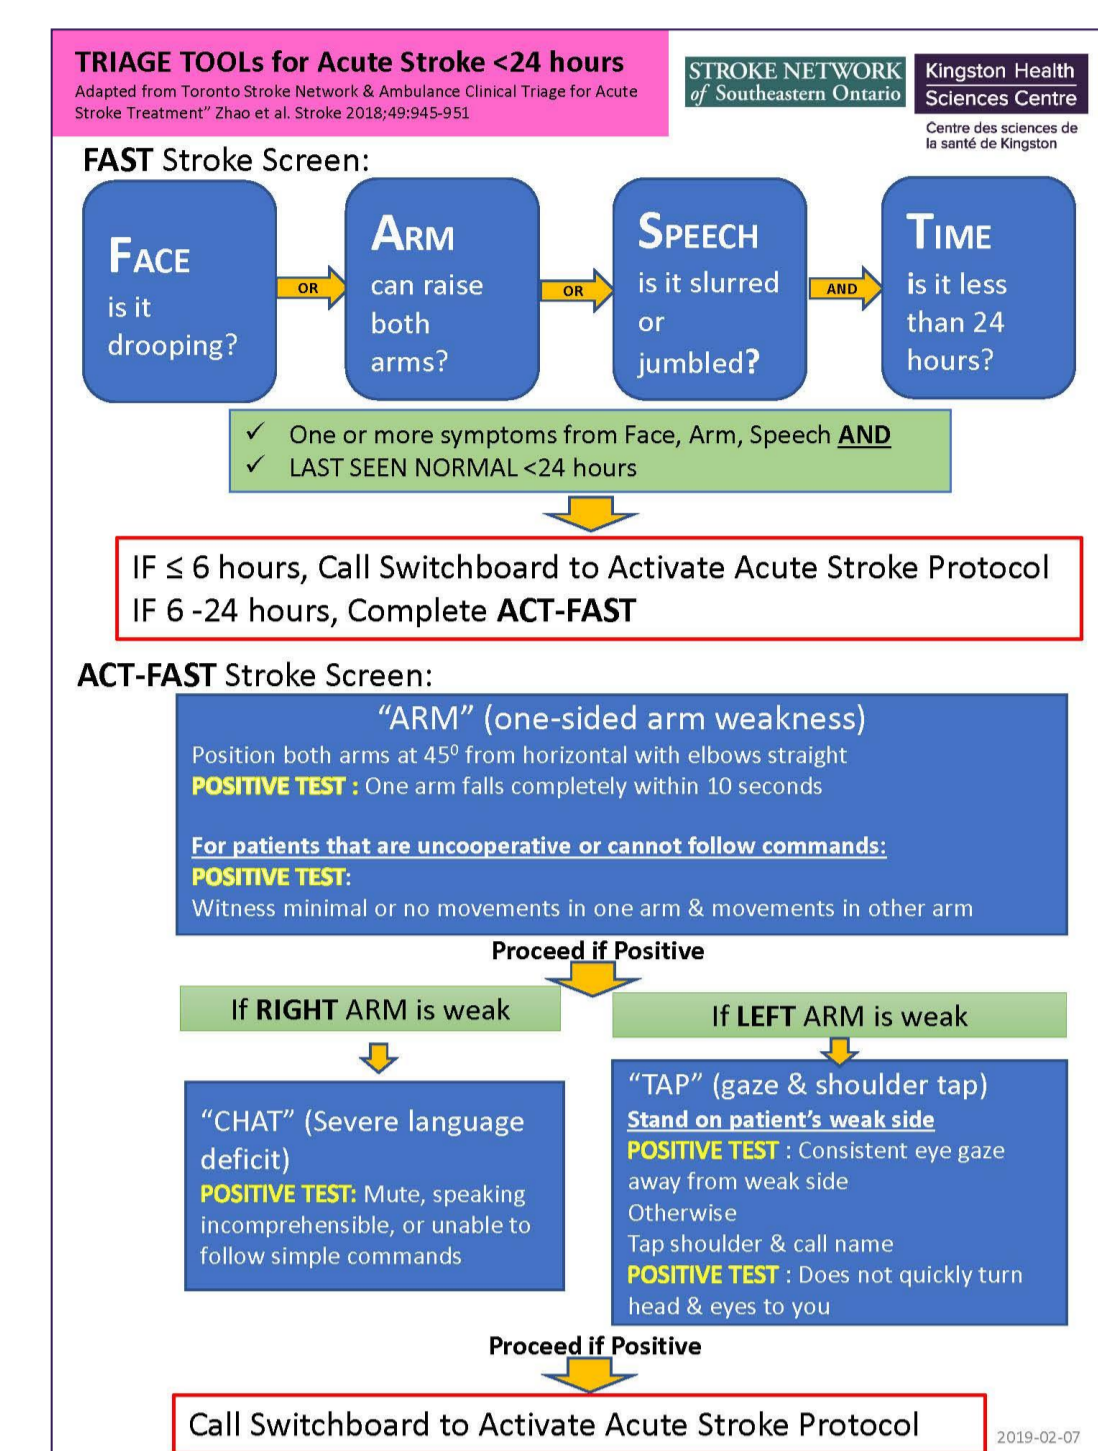 TRIAGE TOOLs for Acute Stroke <24 hours
Adapted from Toronto Stroke Network & Ambulance Clinical Triage for Acute
Stroke Treatment” Zhao et al. Stroke 2018;49:945-951
STROKE NETWORK
of Southeastern Ontario
Kingston Health
Sciences Centre
Centre des sciences de
la santé de Kingston
FAST Stroke Screen:
FACE
is it
drooping?
OR
ARM
can raise
both
arms?
OR
SPEECH
is it slurred
or
jumbled?
AND
TIME
is it less
than 24
hours?
✓ One or more symptoms from Face, Arm, Speech AND
✓ LAST SEEN NORMAL <24 hours
IF ≤ 6 hours, Call Switchboard to Activate Acute Stroke Protocol
IF 6 -24 hours, Complete ACT-FAST
ACT-FAST Stroke Screen:
“ARM” (one-sided arm weakness)
Position both arms at 45⁰ from horizontal with elbows straight
POSITIVE TEST : One arm falls completely within 10 seconds
For patients that are uncooperative or cannot follow commands:
POSITIVE TEST:
Witness minimal or no movements in one arm & movements in other arm
Proceed if Positive
If RIGHT ARM is weak
“CHAT” (Severe language
deficit)
POSITIVE TEST: Mute, speaking
incomprehensible, or unable to
follow simple commands
If LEFT ARM is weak
“TAP” (gaze & shoulder tap)
Stand on patient’s weak side
POSITIVE TEST : Consistent eye gaze
away from weak side
Otherwise
Tap shoulder & call name
POSITIVE TEST : Does not quickly turn
head & eyes to you
Proceed if Positive
Call Switchboard to Activate Acute Stroke Protocol
2019-02-07